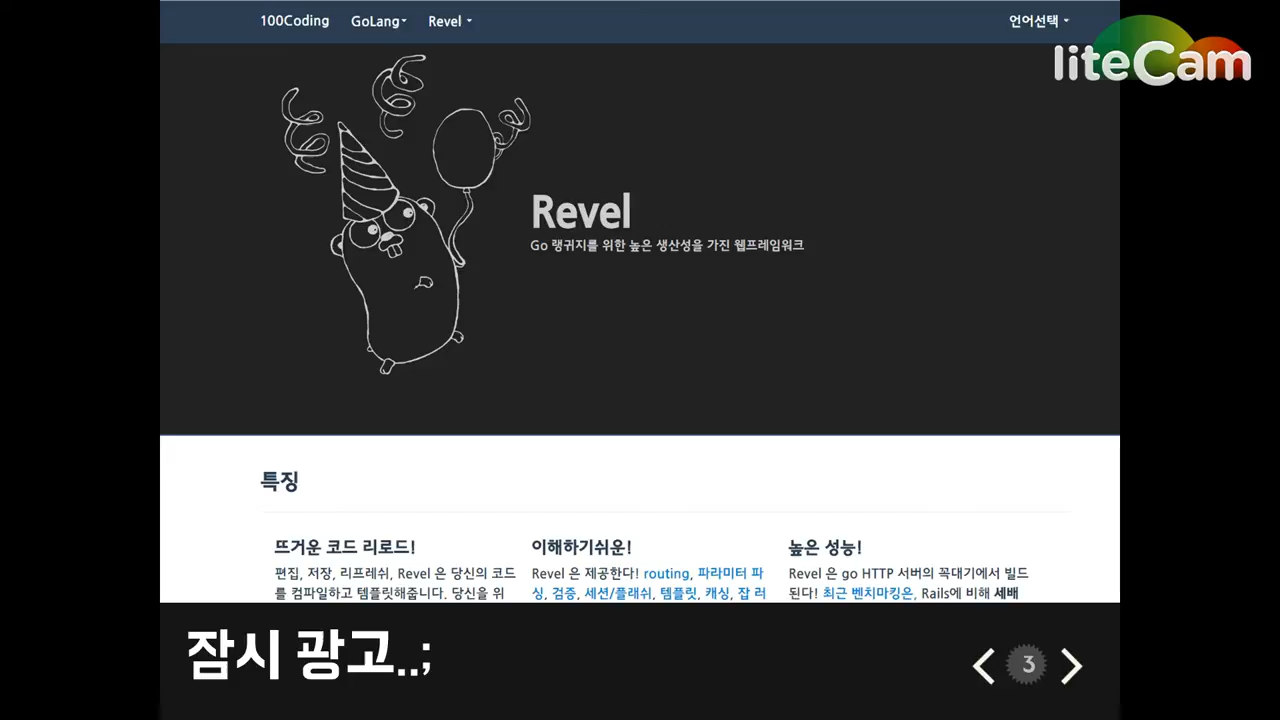 100Coding GoLang Revel 언어선택
liteCam
Revel
Go 랭귀지를 위한 높은 생산성을 가진 웹프레임워크
특징
뜨거운 코드 리로드!
편집, 저장, 리프레쉬, Revel 은 당신의 코드
를 컴파일하고 템플릿해줍니다. 당신을 위
이해하기쉬운!
Revel 은 제공한다! routing, 파라미터 파
싱, 검증, 세션/플래쉬, 템플릿, 캐싱, 잡 러
높은 성능!
Revel 은 go HTTP 서버의 꼭대기에서 빌드
된다! 최근 벤치마킹은, Rails에 비해 세배
잠시 광고..;
3